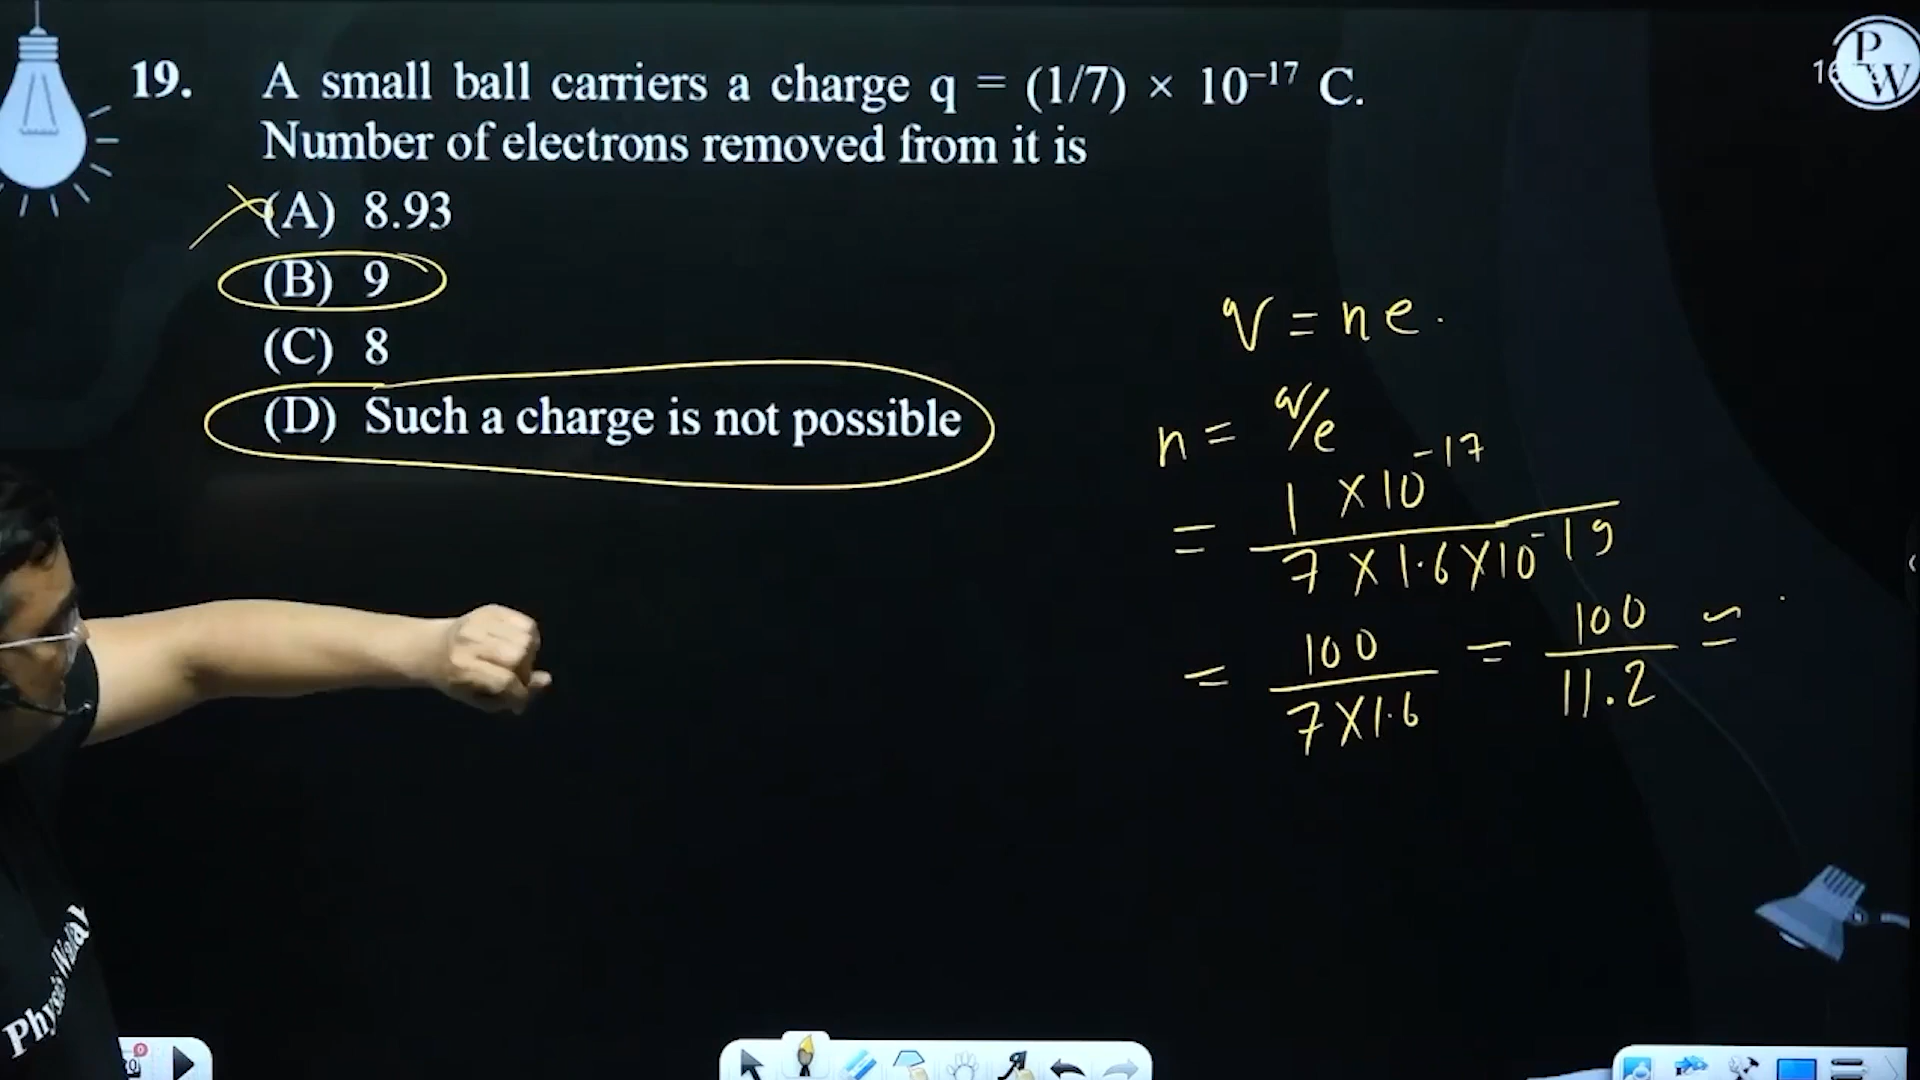 19. A small ball carriers a charge q = (1/7) × 10⁻¹⁷ C.
Number of electrons removed from it is
(A) 8.93
(B) 9
(C) 8
(D) Such a charge is not possible
q = ne.
n = q/e
= 1 × 10⁻¹⁷ / 7 × 1.6 × 10⁻¹⁹
= 100 / 7 × 1.6 = 100 / 11.2 ≃
PW